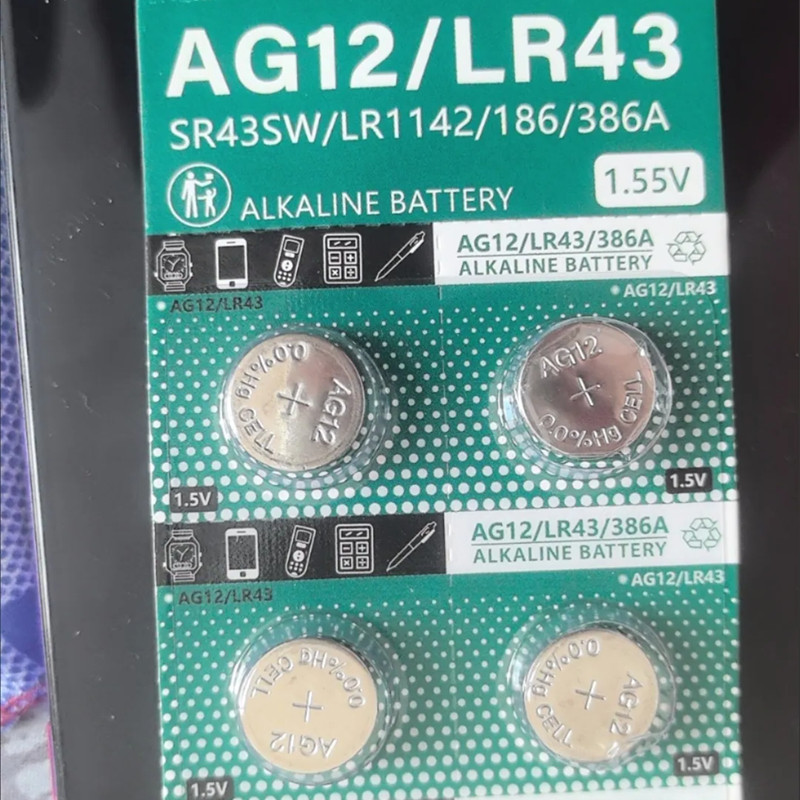 AG12/LR43
SR43SW/LR1142/186/386A
ALKALINE BATTERY
1.55V
AG12/LR43/386A
ALKALINE BATTERY
AG12/LR43
AG12/LR43
AG12
0.0%Hg CELL
AG12
0.0%Hg CELL
1.5V
1.5V
AG12/LR43/386A
ALKALINE BATTERY
AG12/LR43
AG12/LR43
AG12
0.0%Hg CELL
AG12
0.0%Hg CELL
1.5V
1.5V